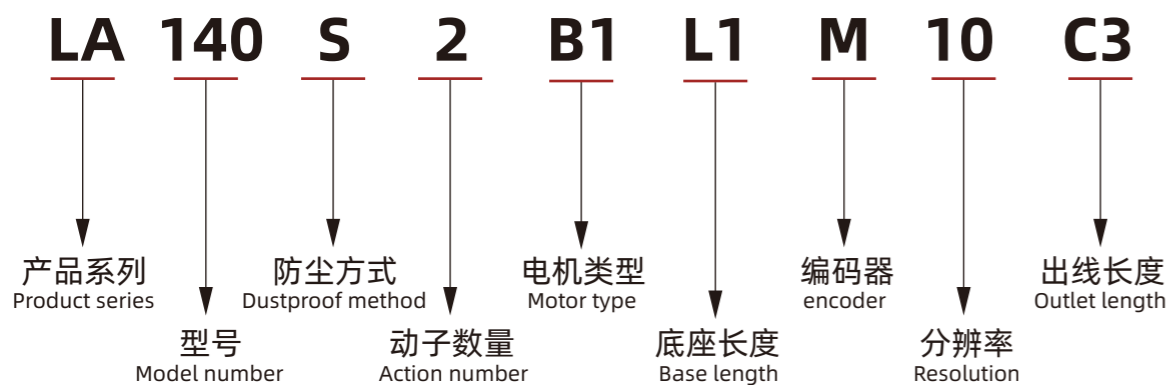 LA 140 S 2 B1 L1 M 10 C3
产品系列 防尘方式 电机类型 编码器 出线长度
Product series Dustproof method Motor type encoder Outlet length
型号 动子数量 底座长度 分辨率
Model number Action number Base length Resolution